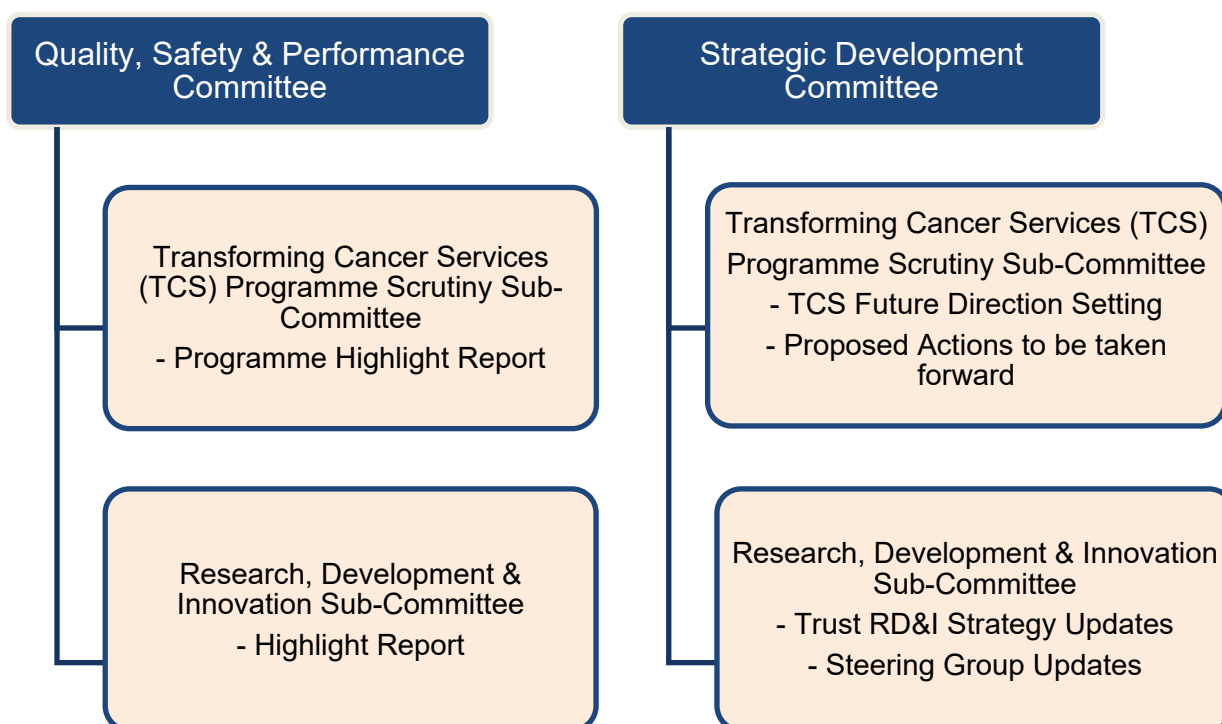 Quality, Safety & Performance
Committee
Transforming Cancer Services
(TCS) Programme Scrutiny Sub-
Committee
- Programme Highlight Report
Research, Development &
Innovation Sub-Committee
- Highlight Report
Strategic Development
Committee
Transforming Cancer Services (TCS)
Programme Scrutiny Sub-Committee
- TCS Future Direction Setting
- Proposed Actions to be taken
forward
Research, Development & Innovation
Sub-Committee
- Trust RD&I Strategy Updates
- Steering Group Updates